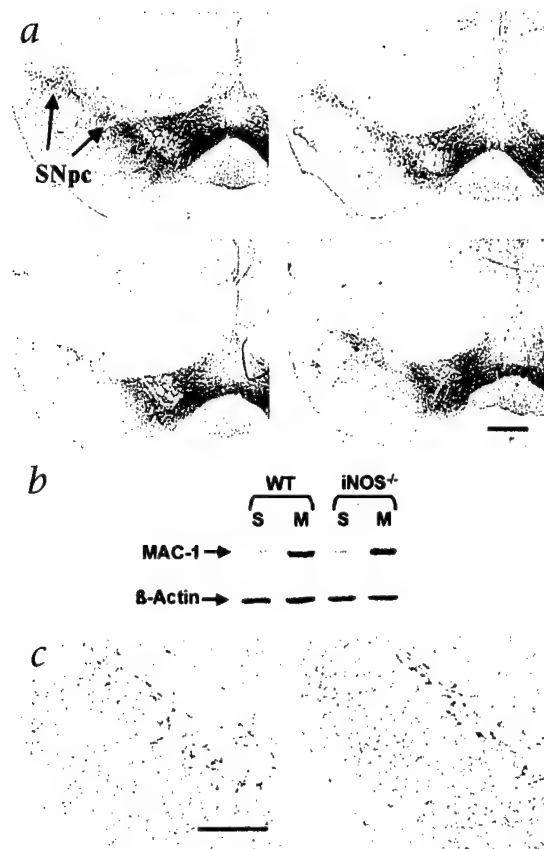 a
SNpc
b
WT iNOS-/-
S M S M
MAC-1
ß-Actin
c